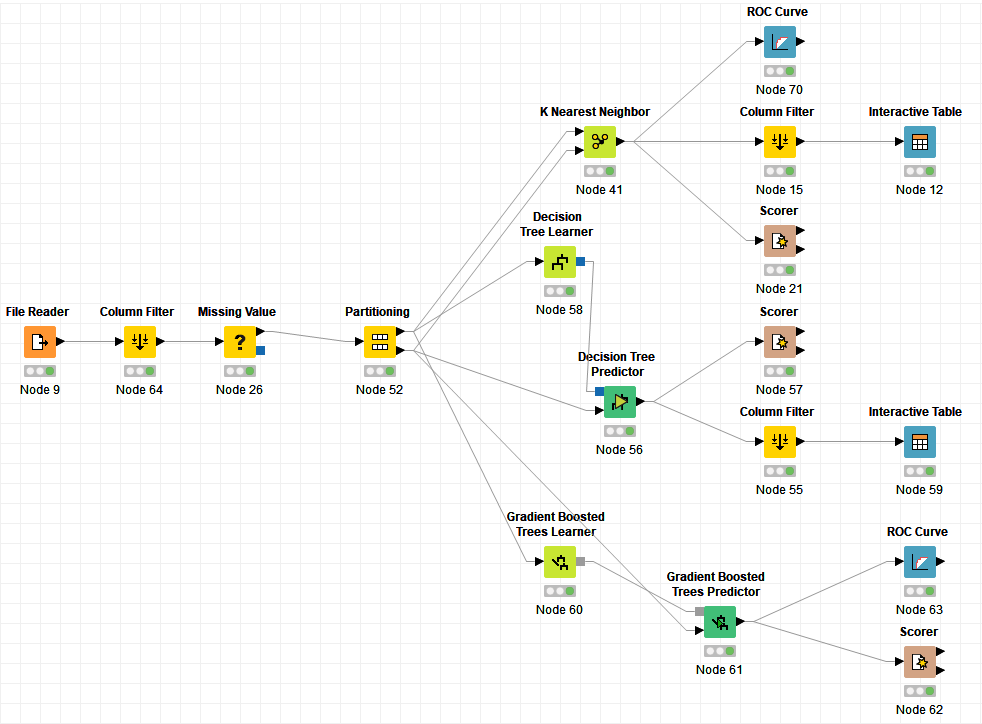 ROC Curve
Node 70
K Nearest Neighbor
Node 41
Column Filter
Node 15
Interactive Table
Node 12
Decision
Tree Learner
Node 58
Scorer
Node 21
File Reader
Node 9
Column Filter
Node 64
Missing Value
?
Node 26
Partitioning
Node 52
Scorer
Node 57
Decision Tree
Predictor
Node 56
Column Filter
Node 55
Interactive Table
Node 59
Gradient Boosted
Trees Learner
Node 60
ROC Curve
Node 63
Gradient Boosted
Trees Predictor
Node 61
Scorer
Node 62